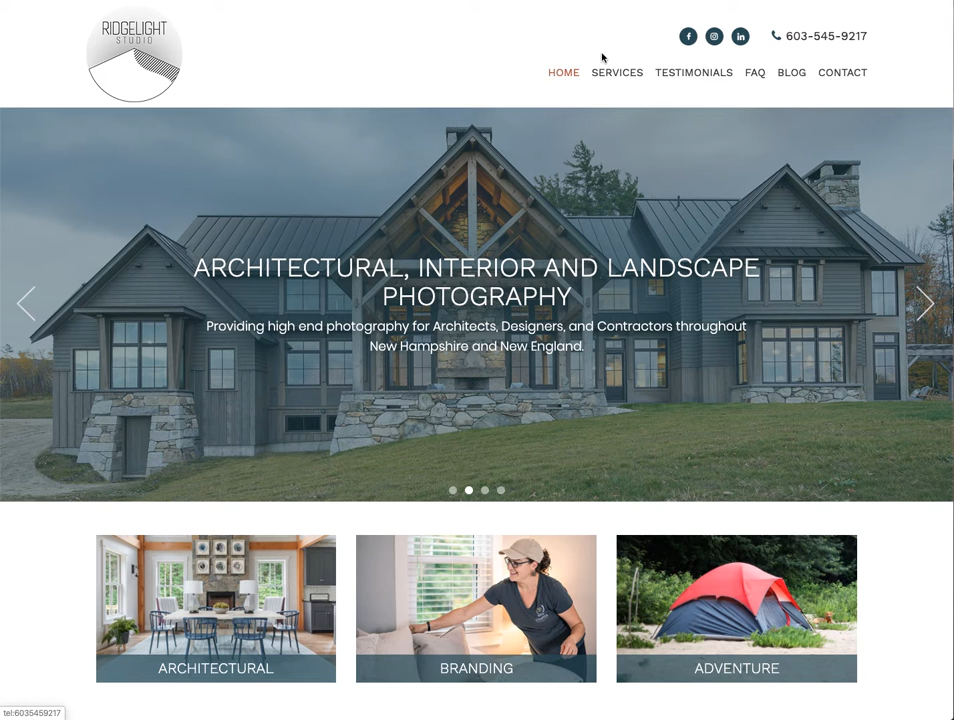 RIDGELIGHT
STUDIO
603-545-9217
HOME SERVICES TESTIMONIALS FAQ BLOG CONTACT
ARCHITECTURAL, INTERIOR AND LANDSCAPE
PHOTOGRAPHY
Providing high end photography for Architects, Designers, and Contractors throughout
New Hampshire and New England.
ARCHITECTURAL
BRANDING
ADVENTURE
tel:6035459217